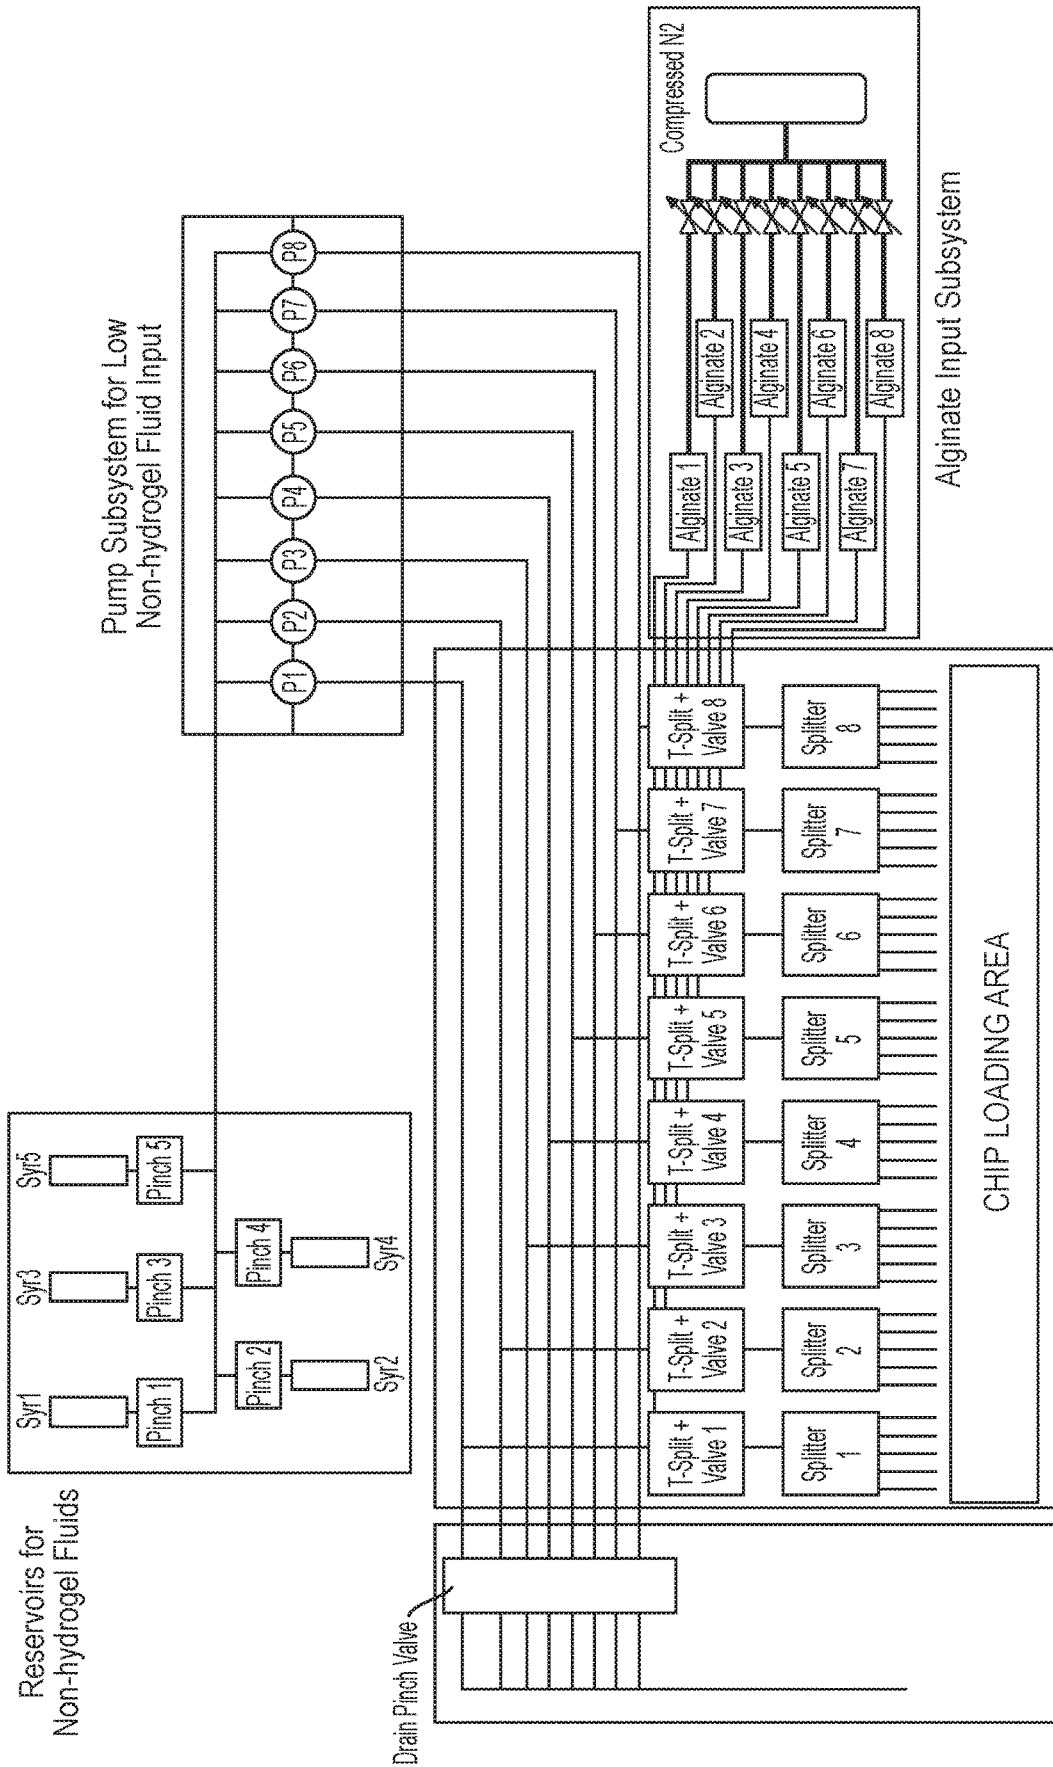 Reservoirs for
Non-hydrogel Fluids
Syr1
Syr3
Syr5
Pinch 1
Pinch 3
Pinch 5
Pinch 2
Pinch 4
Syr2
Syr4
Pump Subsystem for Low
Non-hydrogel Fluid Input
P1
P2
P3
P4
P5
P6
P7
P8
Drain Pinch Valve
T-Split +
Valve 1
T-Split +
Valve 2
T-Split +
Valve 3
T-Split +
Valve 4
T-Split +
Valve 5
T-Split +
Valve 6
T-Split +
Valve 7
T-Split +
Valve 8
Splitter
1
Splitter
2
Splitter
3
Splitter
4
Splitter
5
Splitter
6
Splitter
7
Splitter
8
CHIP LOADING AREA
Compressed N2
Alginate 1
Alginate 2
Alginate 3
Alginate 4
Alginate 5
Alginate 6
Alginate 7
Alginate 8
Alginate Input Subsystem